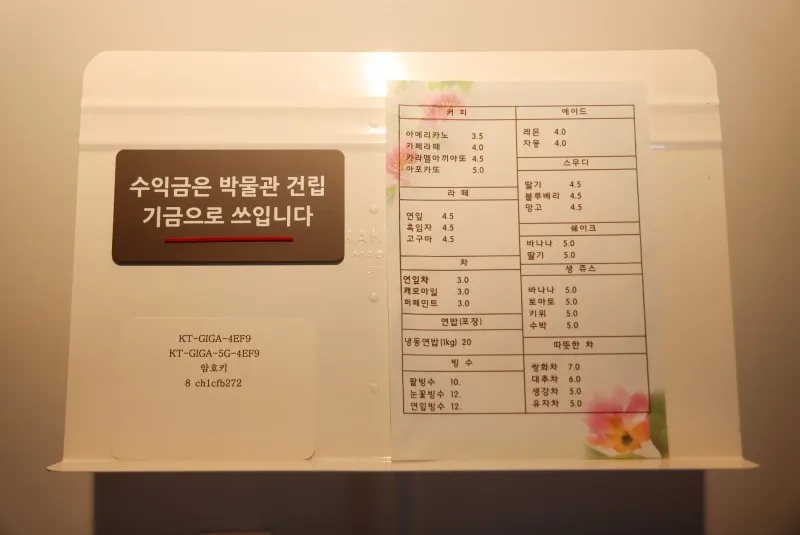 수익금은 박물관 건립
기금으로 쓰입니다
KT-GIGA-4EF9
KT-GIGA-5G-4EF9
암호키
8 ch1cfb272
커 피
아메리카노 3.5
카페라떼 4.0
카라멜마끼아또 4.5
아포카또 5.0
라 떼
연잎 4.5
흑임자 4.5
고구마 4.5
차
연잎차 3.0
캐모마일 3.0
퍼페민트 3.0
연밥(포장)
냉동연밥(1kg) 20
빙 수
팥빙수 10.
눈꽃빙수 12.
연잎빙수 12.
에이드
레몬 4.0
자몽 4.0
스무디
딸기 4.5
블루베리 4.5
망고 4.5
쉐이크
바나나 5.0
딸기 5.0
생 쥬스
바나나 5.0
토마토 5.0
키위 5.0
수박 5.0
따뜻한 차
쌍화차 7.0
대추차 6.0
생강차 5.0
유자차 5.0